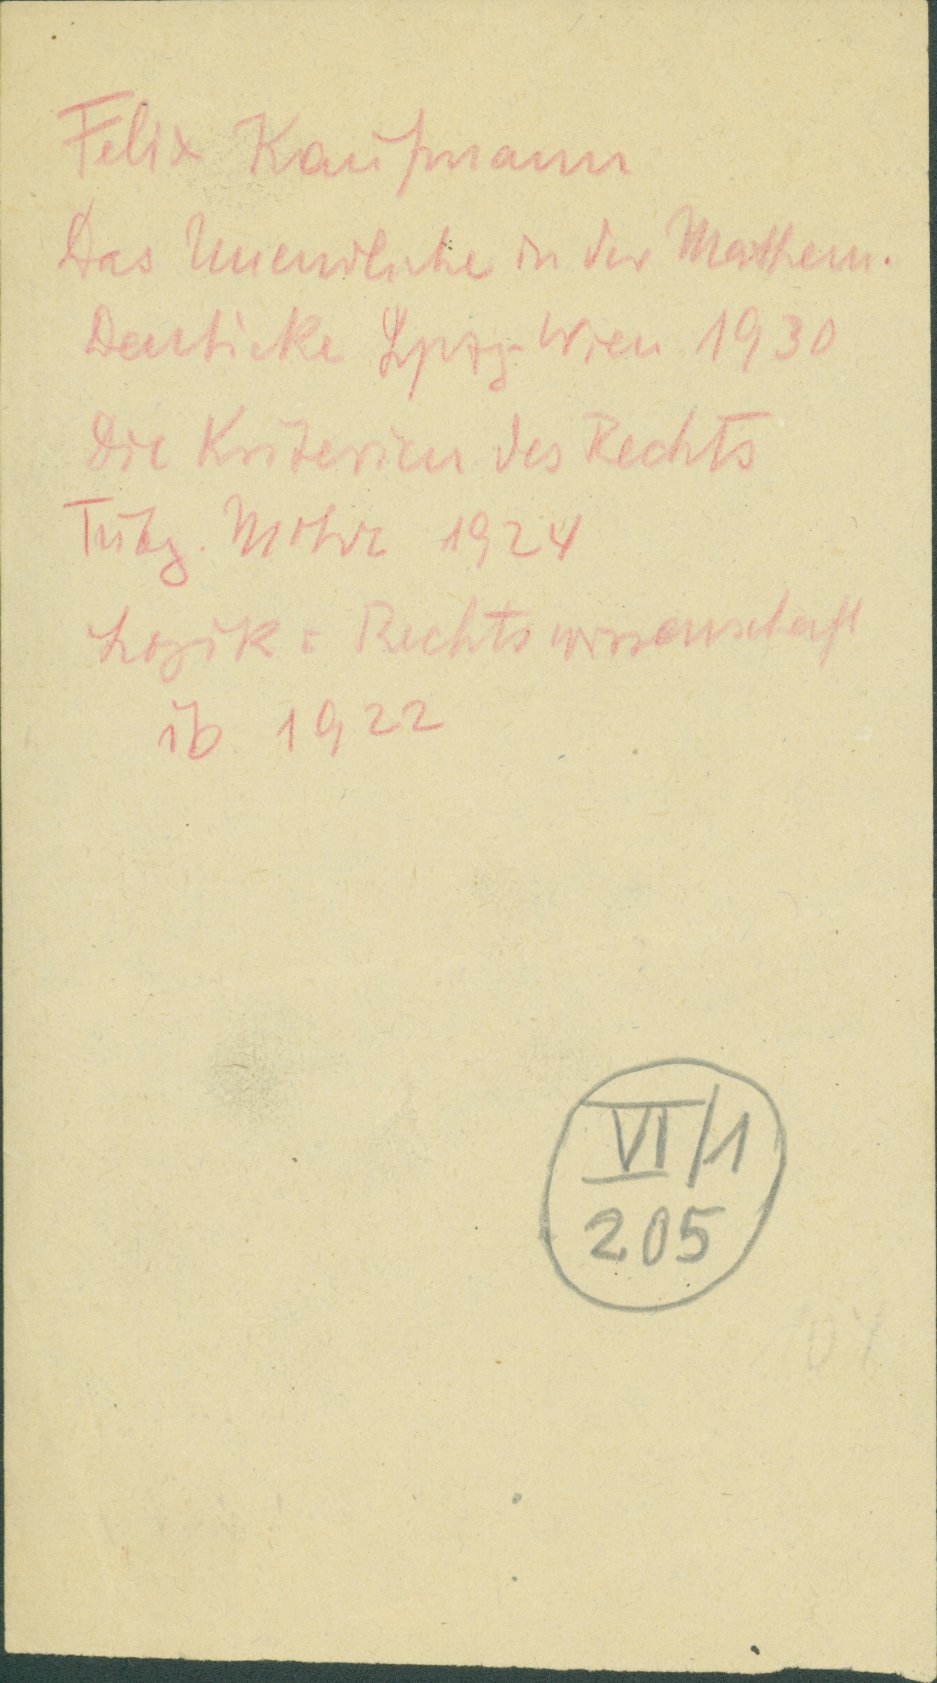 Felix Kaufmann
Das Unendliche in der Mathem.
Deuticke Lpzg-Wien 1930
Die Kriterien des Rechts
Tübg. Mohr 1924
Logik u Rechtswissenschaft
ib 1922
VI/1
205
04